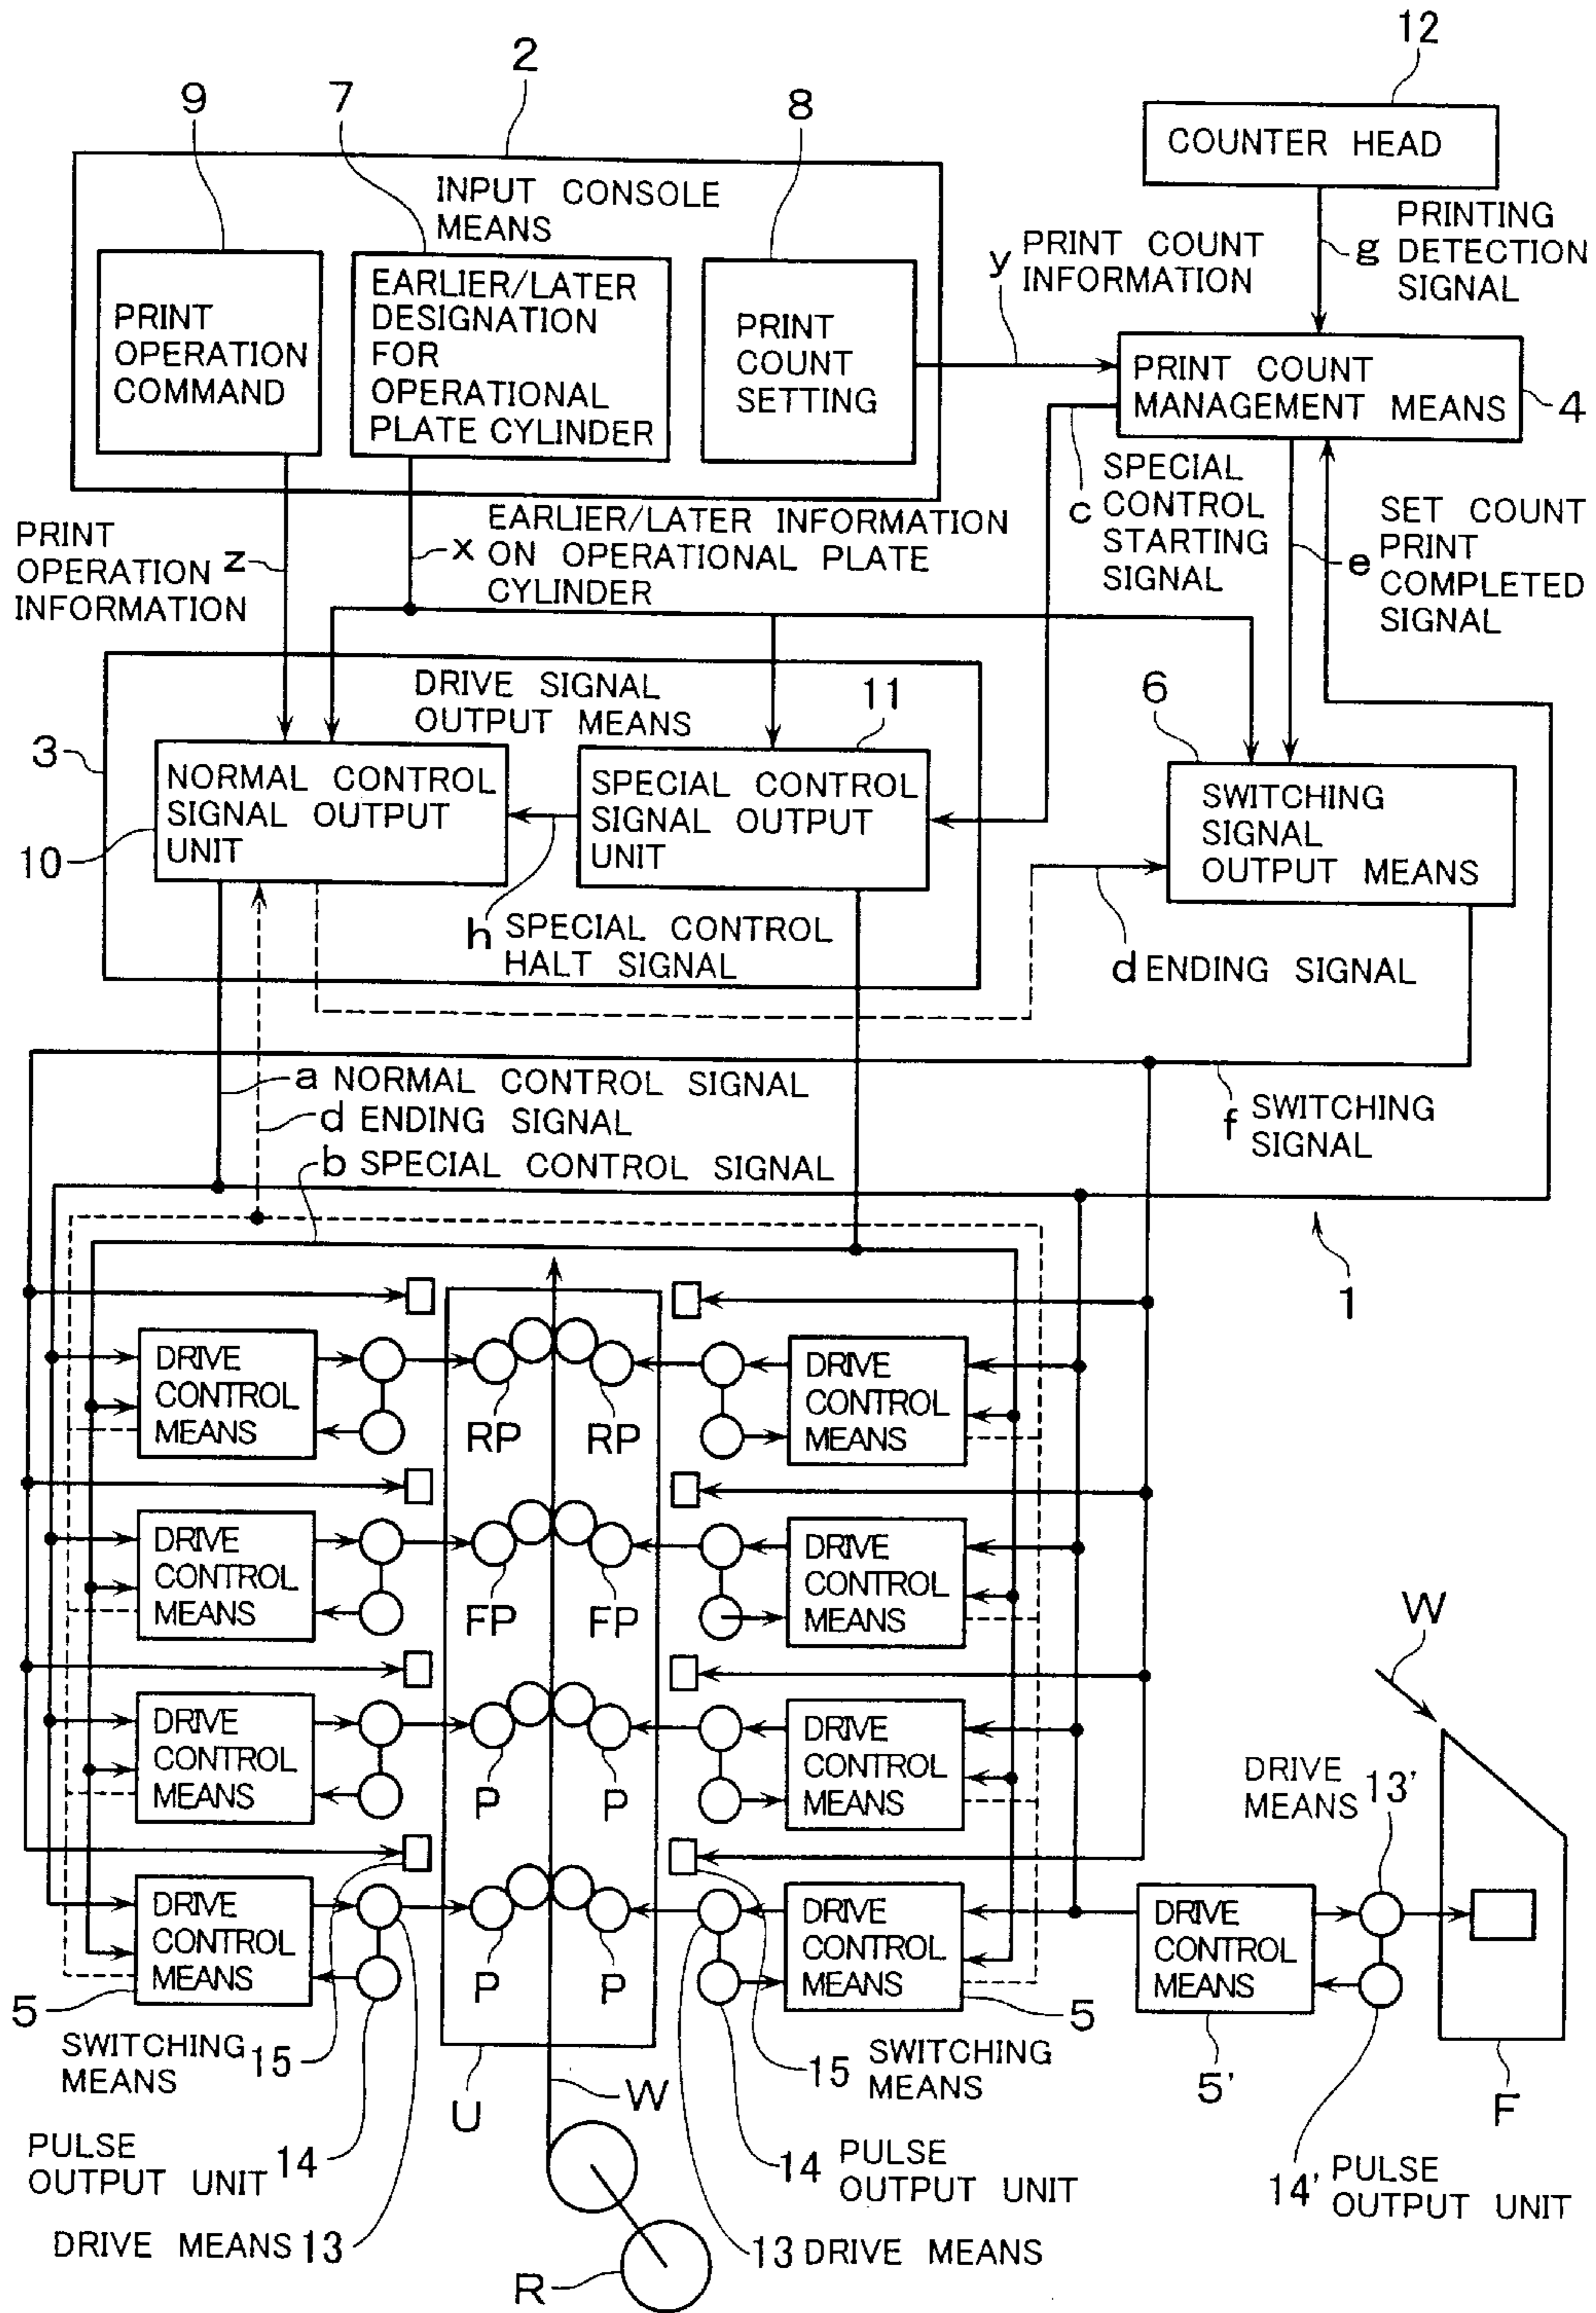 12
2
9
7
8
COUNTER HEAD
INPUT CONSOLE
MEANS
PRINT
OPERATION
COMMAND
EARLIER/LATER
DESIGNATION
FOR
OPERATIONAL
PLATE CYLINDER
PRINT
COUNT
SETTING
y PRINT COUNT
INFORMATION
g PRINTING
DETECTION
SIGNAL
PRINT COUNT
MANAGEMENT MEANS
4
PRINT
OPERATION
INFORMATION
z
x EARLIER/LATER INFORMATION
ON OPERATIONAL PLATE
CYLINDER
c SPECIAL
CONTROL
STARTING
SIGNAL
e SET COUNT
PRINT
COMPLETED
SIGNAL
3
DRIVE SIGNAL
OUTPUT MEANS
11
6
NORMAL CONTROL
SIGNAL OUTPUT
UNIT
10
SPECIAL CONTROL
SIGNAL OUTPUT
UNIT
SWITCHING
SIGNAL
OUTPUT MEANS
h SPECIAL CONTROL
HALT SIGNAL
d ENDING SIGNAL
a NORMAL CONTROL SIGNAL
d ENDING SIGNAL
b SPECIAL CONTROL SIGNAL
f SWITCHING
SIGNAL
1
DRIVE
CONTROL
MEANS
RP
RP
DRIVE
CONTROL
MEANS
DRIVE
CONTROL
MEANS
FP
FP
DRIVE
CONTROL
MEANS
W
DRIVE
CONTROL
MEANS
P
P
DRIVE
CONTROL
MEANS
DRIVE
MEANS 13'
DRIVE
CONTROL
MEANS
P
P
DRIVE
CONTROL
MEANS
DRIVE
CONTROL
MEANS
5
5
5'
F
SWITCHING
MEANS
15
U
W
15 SWITCHING
MEANS
PULSE
OUTPUT UNIT 14
14 PULSE
OUTPUT UNIT
14' PULSE
OUTPUT UNIT
DRIVE MEANS 13
13 DRIVE MEANS
R